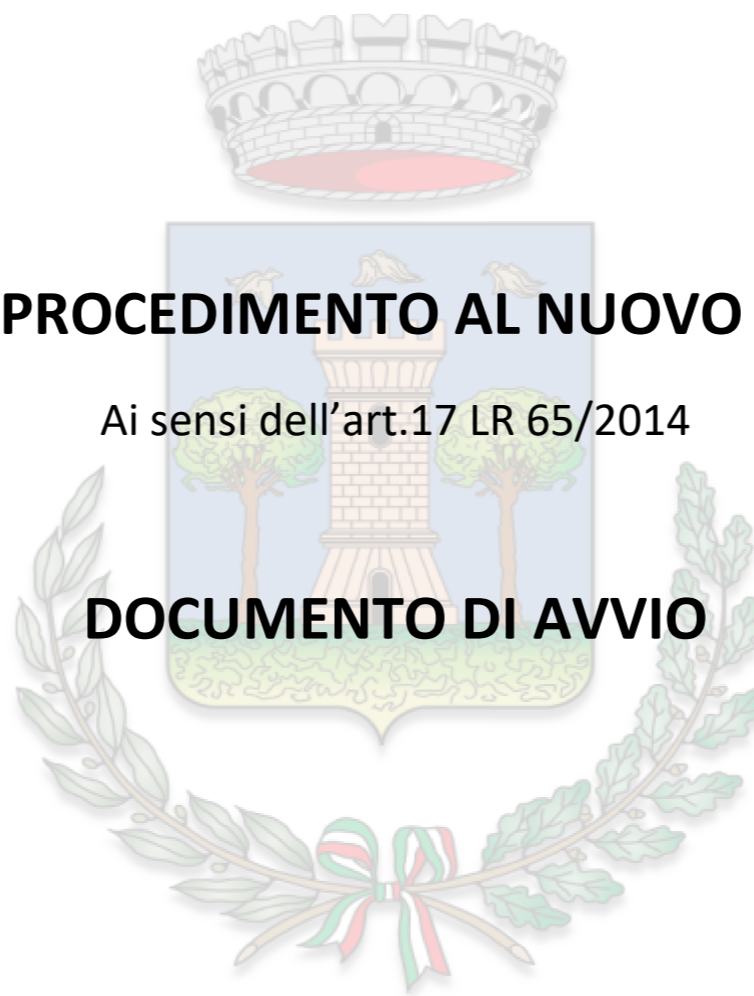 PROCEDIMENTO AL NUOVO
Ai sensi dell’art.17 LR 65/2014
DOCUMENTO DI AVVIO